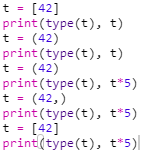 t = [42]
print(type(t), t)
t = (42)
print(type(t), t)
t = (42)
print(type(t), t*5)
t = (42,)
print(type(t), t*5)
t = [42]
print(type(t), t*5)